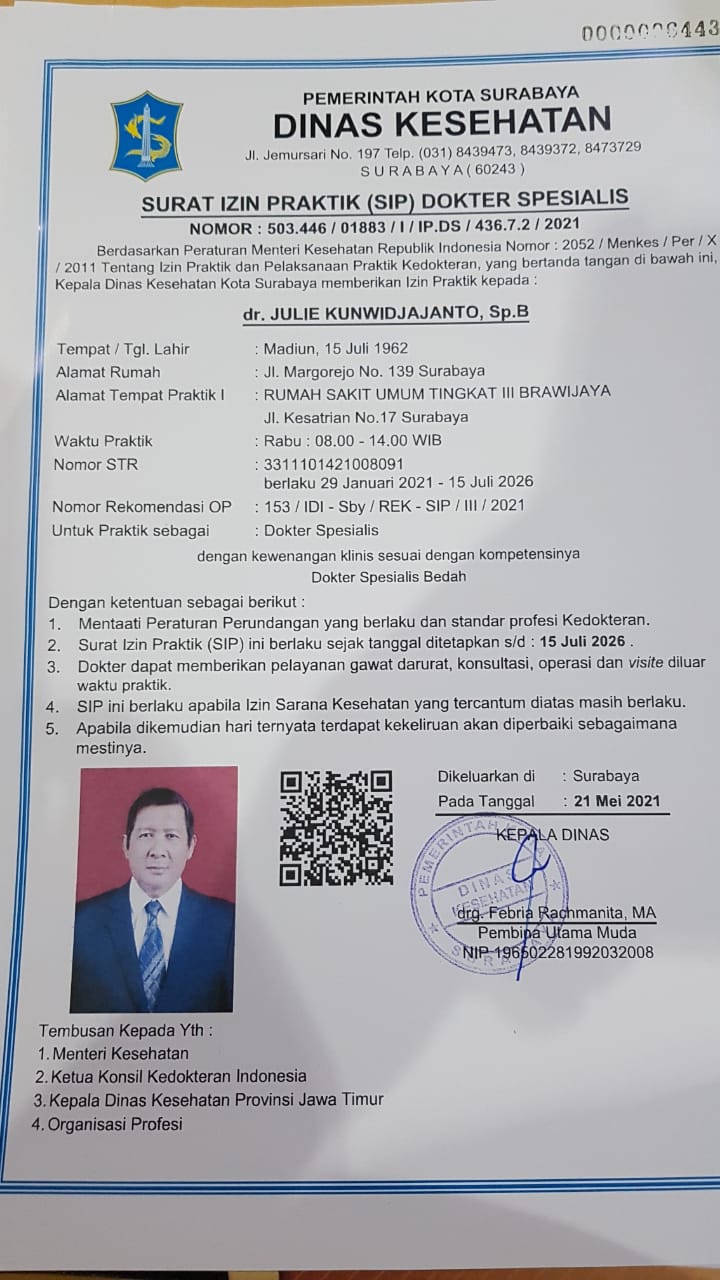 443
PEMERINTAH KOTA SURABAYA
DINAS KESEHATAN
Jl. Jemursari No. 197 Telp. (031) 8439473, 8439372, 8473729
SURABAYA ( 60243 )
SURAT IZIN PRAKTIK (SIP) DOKTER SPESIALIS
NOMOR : 503.446 / 01883 / I / IP.DS / 436.7.2 / 2021
Berdasarkan Peraturan Menteri Kesehatan Republik Indonesia Nomor : 2052 / Menkes / Per / X
/ 2011 Tentang Izin Praktik dan Pelaksanaan Praktik Kedokteran, yang bertanda tangan di bawah ini,
Kepala Dinas Kesehatan Kota Surabaya memberikan Izin Praktik kepada :
dr. JULIE KUNWIDJAJANTO, Sp.B
Tempat / Tgl. Lahir : Madiun, 15 Juli 1962
Alamat Rumah : Jl. Margorejo No. 139 Surabaya
Alamat Tempat Praktik I : RUMAH SAKIT UMUM TINGKAT III BRAWIJAYA
Jl. Kesatrian No.17 Surabaya
Waktu Praktik : Rabu : 08.00 - 14.00 WIB
Nomor STR : 3311101421008091
berlaku 29 Januari 2021 - 15 Juli 2026
Nomor Rekomendasi OP : 153 / IDI - Sby / REK - SIP / III / 2021
Untuk Praktik sebagai : Dokter Spesialis
dengan kewenangan klinis sesuai dengan kompetensinya
Dokter Spesialis Bedah
Dengan ketentuan sebagai berikut :
1. Mentaati Peraturan Perundangan yang berlaku dan standar profesi Kedokteran.
2. Surat Izin Praktik (SIP) ini berlaku sejak tanggal ditetapkan s/d : 15 Juli 2026 .
3. Dokter dapat memberikan pelayanan gawat darurat, konsultasi, operasi dan visite diluar
waktu praktik.
4. SIP ini berlaku apabila Izin Sarana Kesehatan yang tercantum diatas masih berlaku.
5. Apabila dikemudian hari ternyata terdapat kekeliruan akan diperbaiki sebagaimana
mestinya.
Dikeluarkan di : Surabaya
Pada Tanggal : 21 Mei 2021
KEPALA DINAS
PEMERINTAH
DINAS
KESEHATAN
drg. Febria Rachmanita, MA
Pembina Utama Muda
NIP 196502281992032008
Tembusan Kepada Yth :
1. Menteri Kesehatan
2. Ketua Konsil Kedokteran Indonesia
3. Kepala Dinas Kesehatan Provinsi Jawa Timur
4. Organisasi Profesi